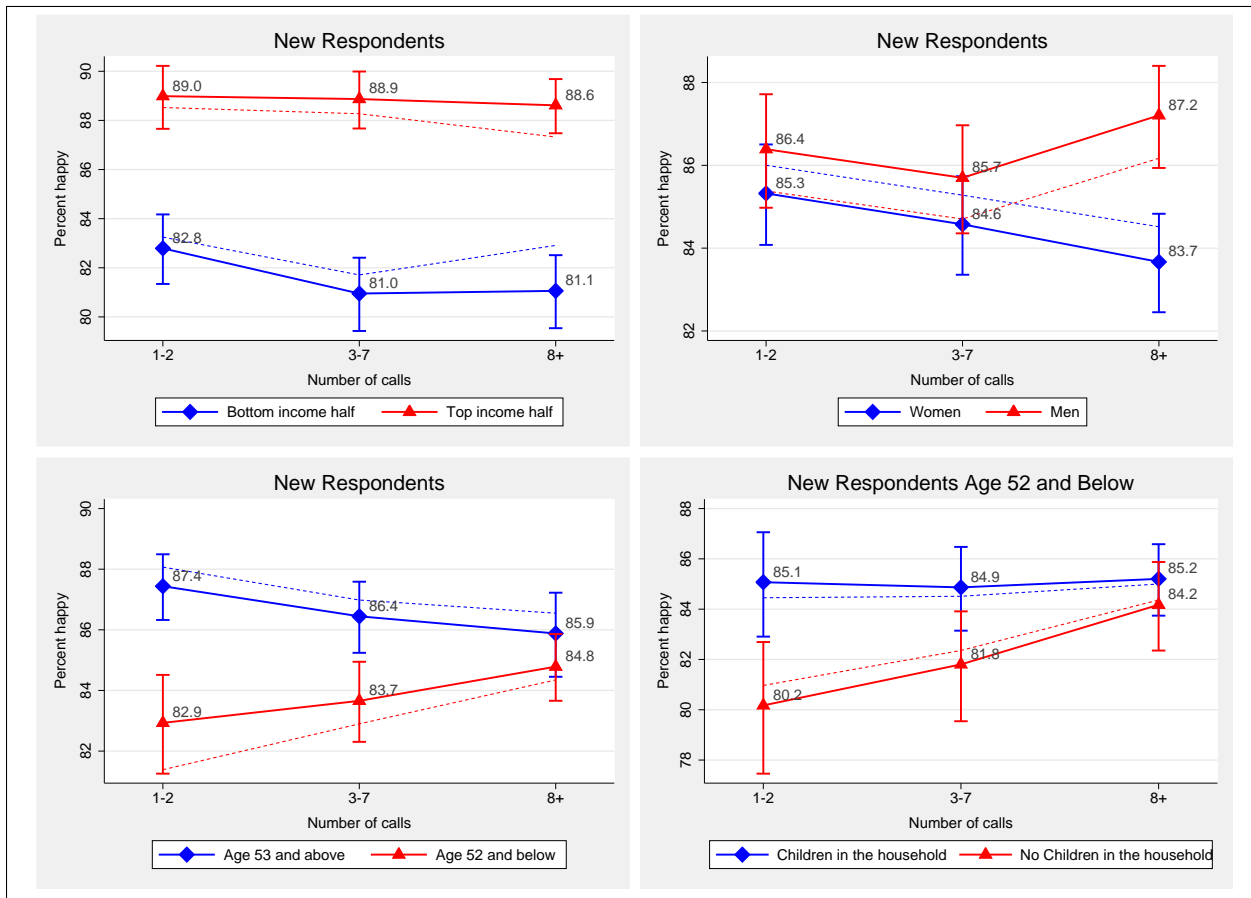 New Respondents
Percent happy
90
88
86
84
82
80
89.0
88.9
88.6
82.8
81.0
81.1
1-2
3-7
8+
Number of calls
Bottom income half
Top income half
New Respondents
Percent happy
88
86
84
82
86.4
85.7
87.2
85.3
84.6
83.7
1-2
3-7
8+
Number of calls
Women
Men
New Respondents
Percent happy
90
88
86
84
82
87.4
86.4
85.9
82.9
83.7
84.8
1-2
3-7
8+
Number of calls
Age 53 and above
Age 52 and below
New Respondents Age 52 and Below
Percent happy
88
86
84
82
80
78
85.1
84.9
85.2
80.2
81.8
84.2
1-2
3-7
8+
Number of calls
Children in the household
No Children in the household